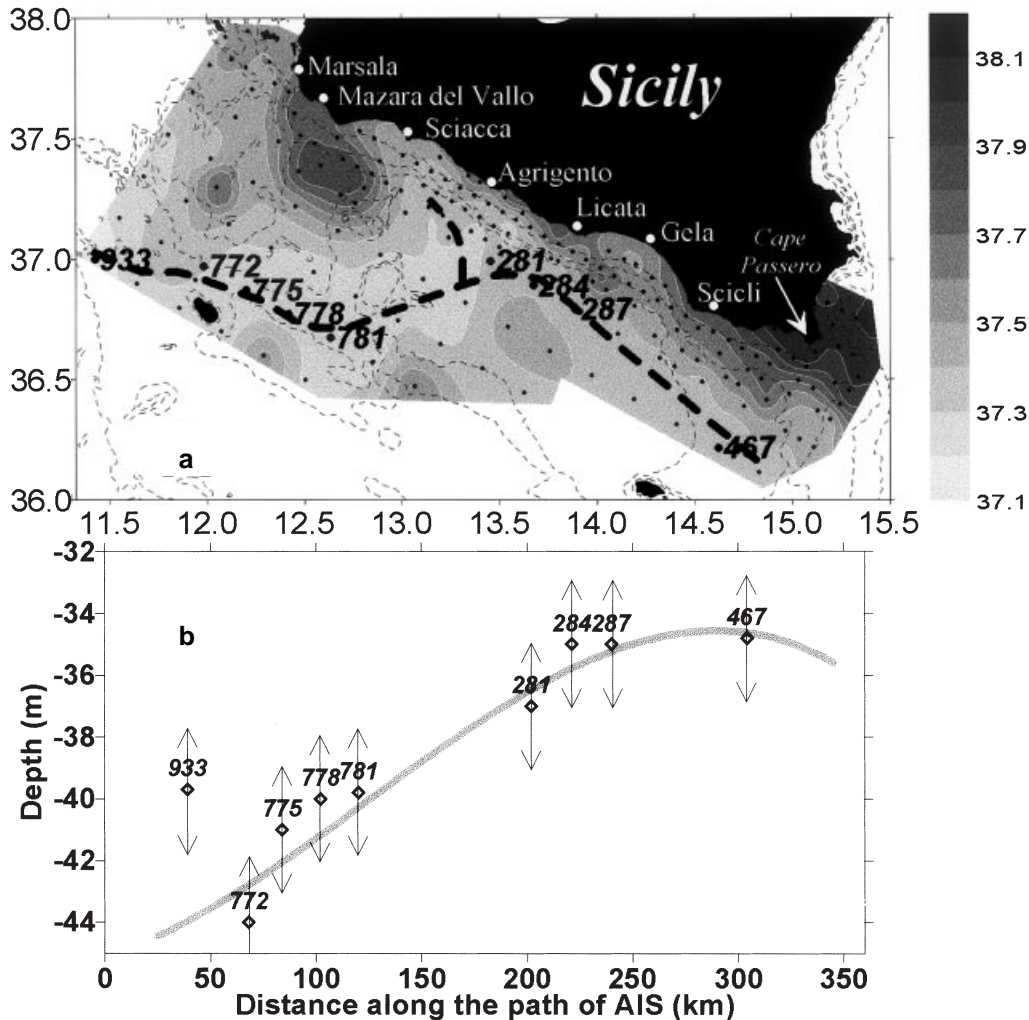 38.0
37.5
37.0
36.5
36.0
11.5 12.0 12.5 13.0 13.5 14.0 14.5 15.0 15.5
Marsala
Mazara del Vallo
Sciacca
Agrigento
Licata
Gela
Scicli
Sicily
Cape
Passero
933
772
775
778
781
281
284
287
467
a
38.1
37.9
37.7
37.5
37.3
37.1
b
-32
-34
-36
-38
-40
-42
-44
Depth (m)
933
772
775
778
781
281
284
287
467
0 50 100 150 200 250 300 350
Distance along the path of AIS (km)